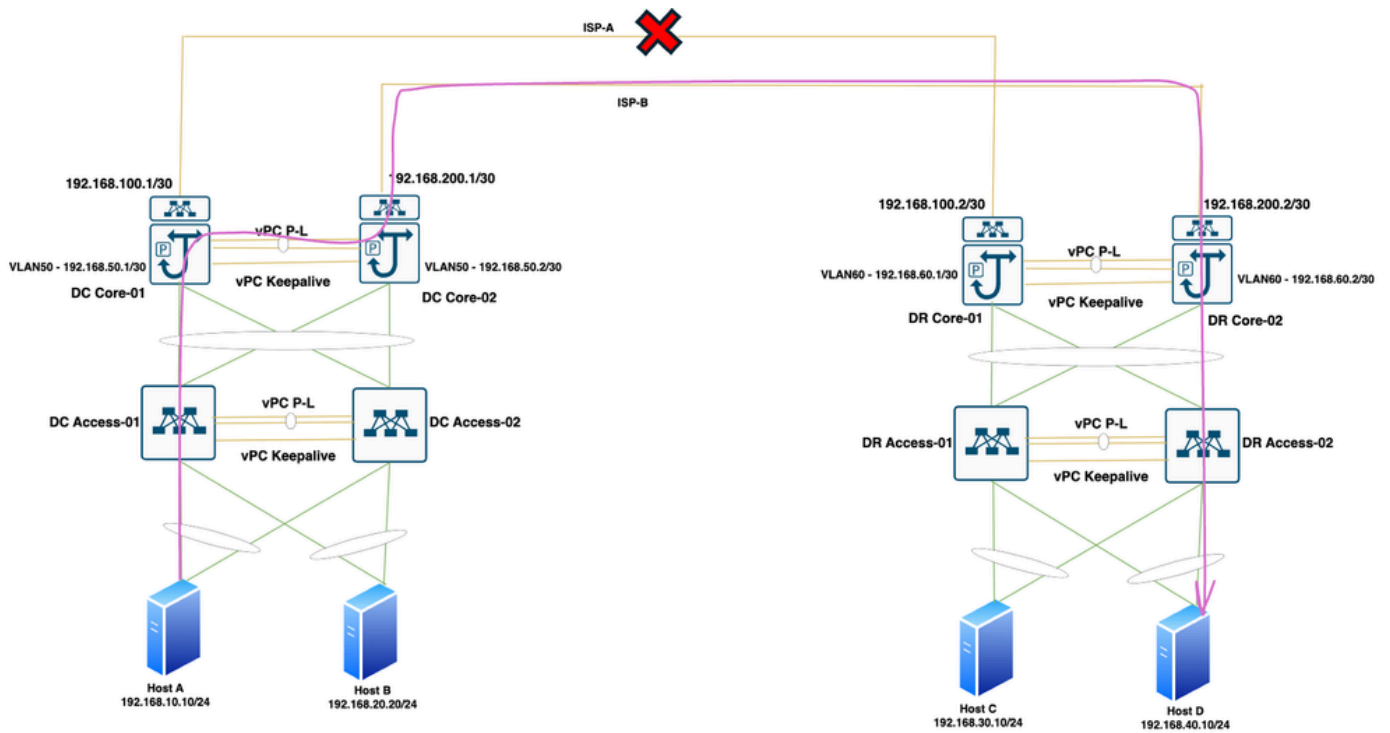 ISP-A
ISP-B
192.168.100.1/30
192.168.200.1/30
vPC P-L
P
P
VLAN50 - 192.168.50.1/30
VLAN50 - 192.168.50.2/30
vPC Keepalive
DC Core-01
DC Core-02
192.168.100.2/30
192.168.200.2/30
vPC P-L
P
P
VLAN60 - 192.168.60.1/30
VLAN60 - 192.168.60.2/30
vPC Keepalive
DR Core-01
DR Core-02
DC Access-01
vPC P-L
DC Access-02
vPC Keepalive
DR Access-01
vPC P-L
DR Access-02
vPC Keepalive
Host A
192.168.10.10/24
Host B
192.168.20.20/24
Host C
192.168.30.10/24
Host D
192.168.40.10/24